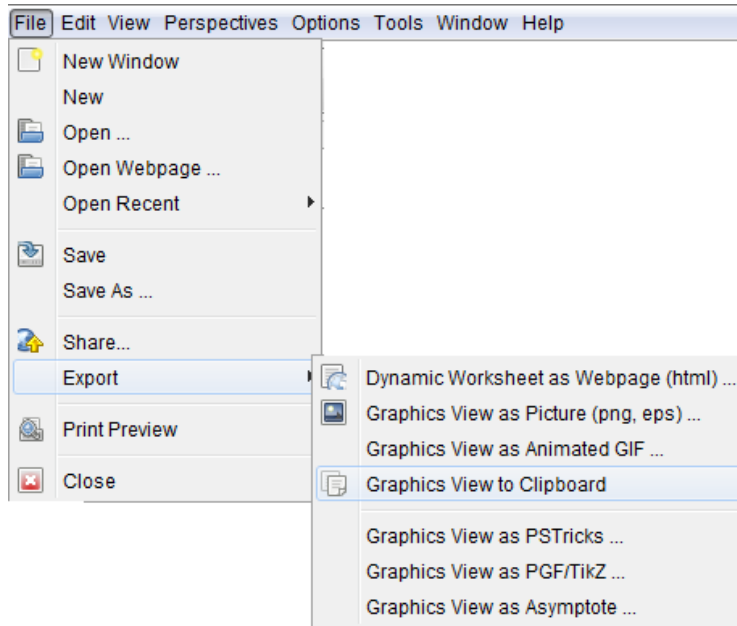 File Edit View Perspectives Options Tools Window Help
New Window
New
Open ...
Open Webpage ...
Open Recent
Save
Save As ...
Share...
Export
Print Preview
Close
Dynamic Worksheet as Webpage (html) ...
Graphics View as Picture (png, eps) ...
Graphics View as Animated GIF ...
Graphics View to Clipboard
Graphics View as PSTricks ...
Graphics View as PGF/TikZ ...
Graphics View as Asymptote ...